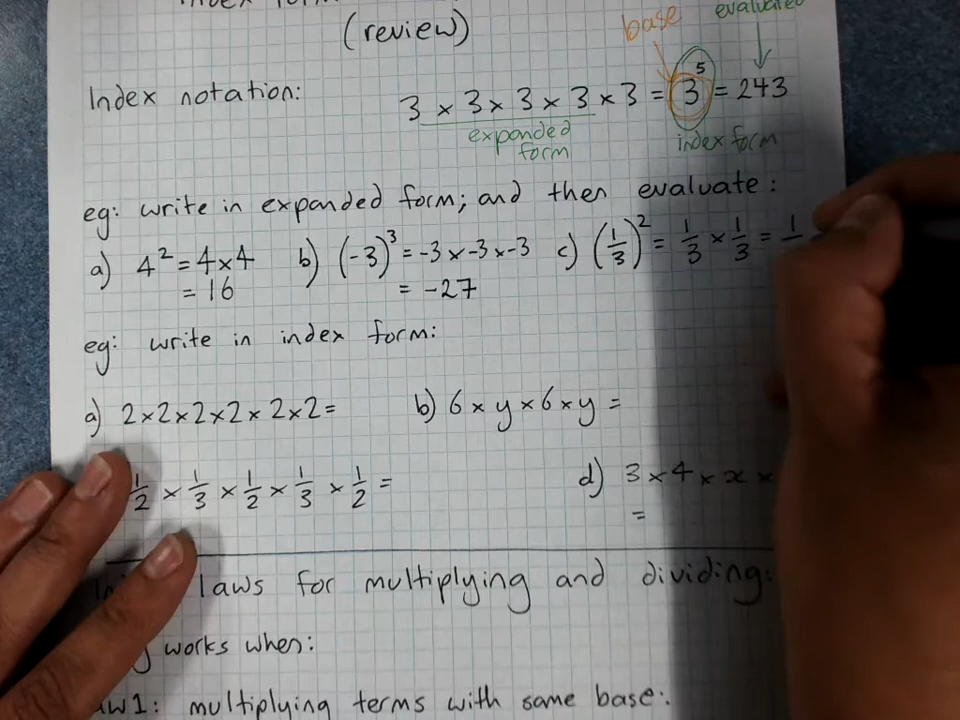 (review)
base
evaluated
Index notation: 3 × 3 × 3 × 3 × 3 = 3⁵ = 243
expanded form
index form
eg: write in expanded form; and then evaluate:
a) 4² = 4×4 b) (-3)³ = -3 × -3 × -3 c) (1/3)² = 1/3 × 1/3 = 1/
= 16 = -27
eg: write in index form:
a) 2×2×2×2×2×2= b) 6 × y × 6 × y =
1/2 × 1/3 × 1/2 × 1/3 × 1/2 = d) 3 × 4 × x ×
=
laws for multiplying and dividing:
works when:
multiplying terms with same base: